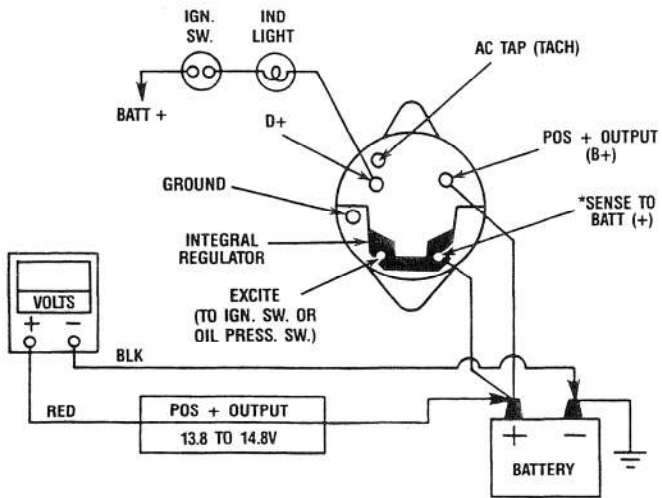 IGN.
SW.
IND
LIGHT
AC TAP (TACH)
BATT +
D+
POS + OUTPUT
(B+)
GROUND
*SENSE TO
BATT (+)
INTEGRAL
REGULATOR
EXCITE
(TO IGN. SW. OR
OIL PRESS. SW.)
VOLTS
+ −
BLK
RED
POS + OUTPUT
13.8 TO 14.8V
+ −
BATTERY